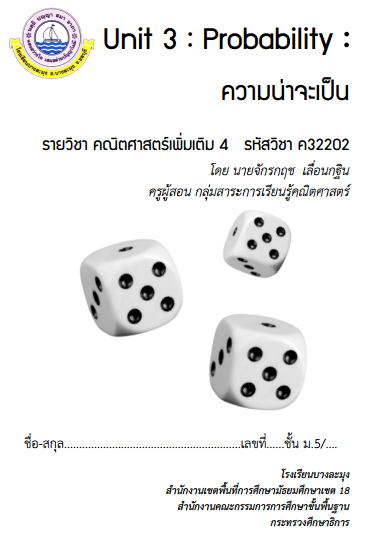 Unit 3 : Probability :
ความน่าจะเป็น
รายวิชา คณิตศาสตร์เพิ่มเติม 4 รหัสวิชา ค32202
โดย นายจักรกฤช เลื่อนกฐิน
ครูผู้สอน กลุ่มสาระการเรียนรู้คณิตศาสตร์
ชื่อ-สกุล............................................................เลขที่......ชั้น ม.5/....
โรงเรียนบางละมุง
สำนักงานเขตพื้นที่การศึกษามัธยมศึกษาเขต 18
สำนักงานคณะกรรมการการศึกษาขั้นพื้นฐาน
กระทรวงศึกษาธิการ